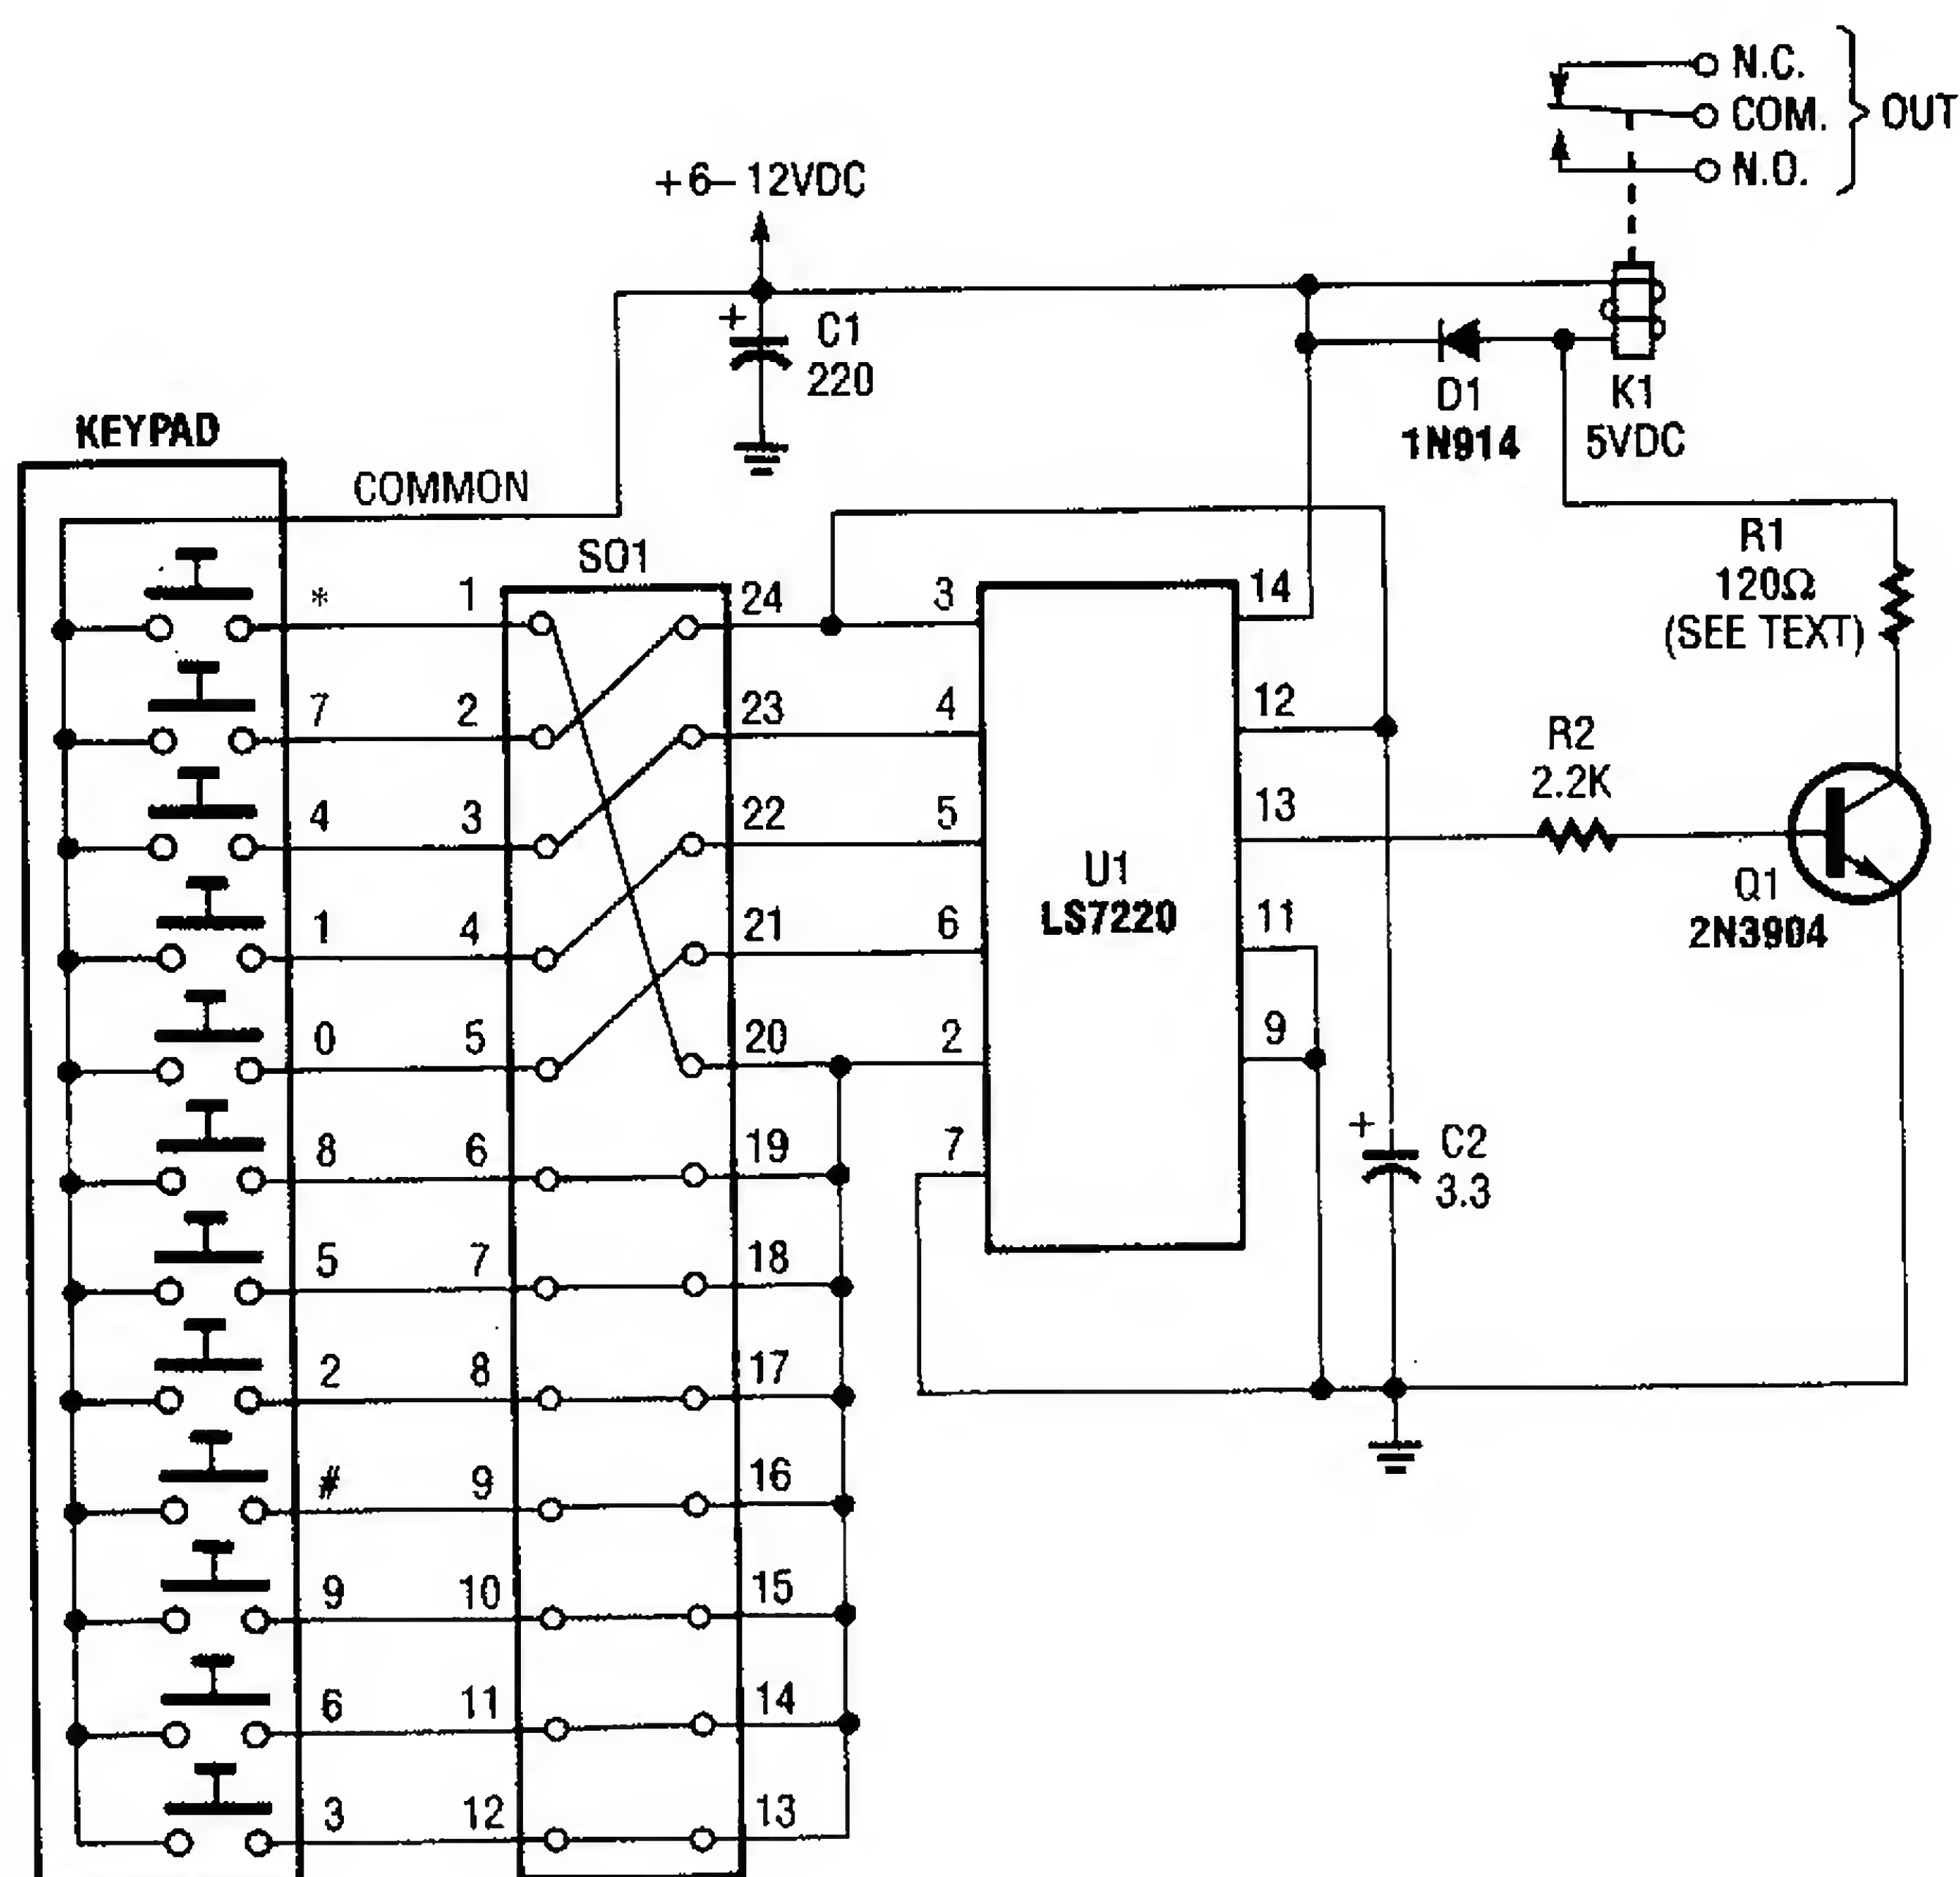 N.C.
COM.
N.O.
OUT
+6–12VDC
+
C1
220
D1
1N914
K1
5VDC
KEYPAD
COMMON
SO1
R1
120Ω
(SEE TEXT)
* 1 24 3 14
7 2 23 4 12
4 3 22 5 13
1 4 21 6 11
0 5 20 2 9
8 6 19 7
5 7 18
2 8 17
# 9 16
9 10 15
6 11 14
3 12 13
U1
LS7220
R2
2.2K
Q1
2N3904
+
C2
3.3